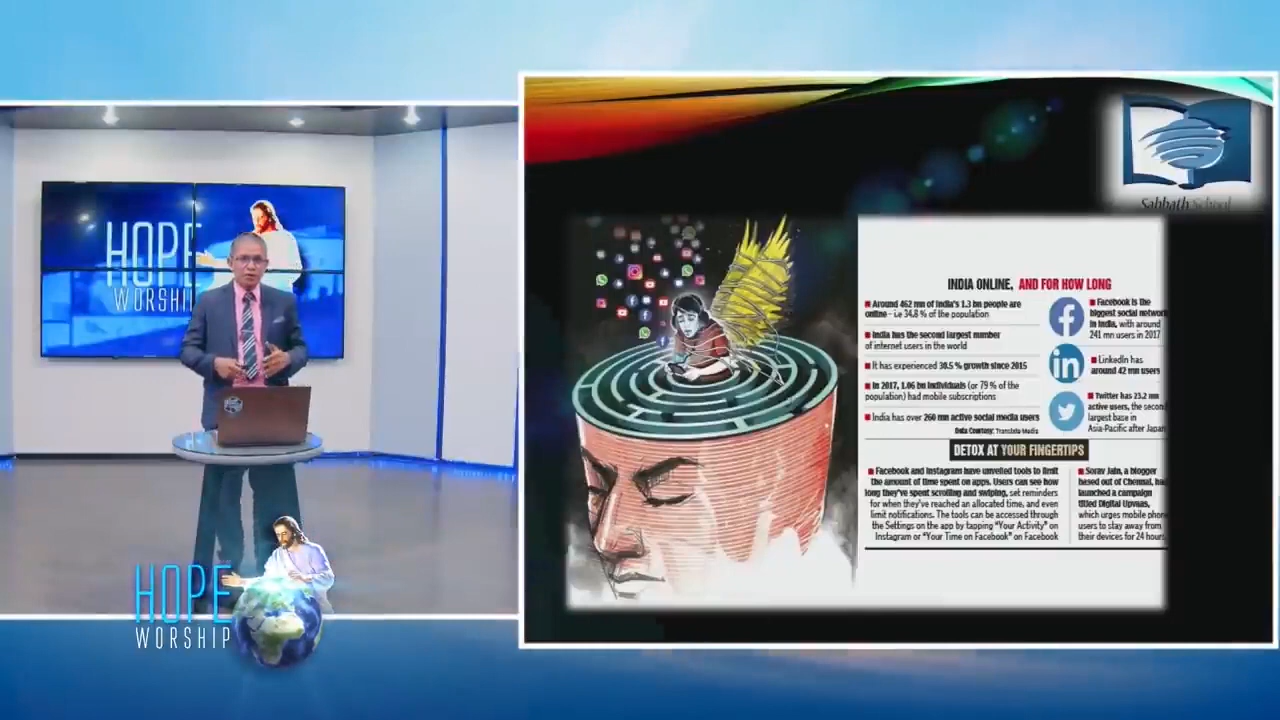 HOPE
WORSHIP
HOPE
WORSHIP
Sabbath School
INDIA ONLINE, AND FOR HOW LONG
Around 462 mn of India's 1.3 bn people are
online – i.e 34.8 % of the population
India has the second largest number
of internet users in the world
It has experienced 30.5 % growth since 2015
In 2017, 1.06 bn individuals (or 79 % of the
population) had mobile subscriptions
India has over 260 mn active social media users
Data Courtesy: Translate Media
Facebook is the
biggest social network
in India, with around
241 mn users in 2017
LinkedIn has
around 42 mn users
Twitter has 23.2 mn
active users, the second
largest base in
Asia-Pacific after Japan
DETOX AT YOUR FINGERTIPS
Facebook and Instagram have unveiled tools to limit
the amount of time spent on apps. Users can see how
long they've spent scrolling and swiping, set reminders
for when they've reached an allocated time, and even
limit notifications. The tools can be accessed through
the Settings on the app by tapping "Your Activity" on
Instagram or "Your Time on Facebook" on Facebook
Sorav Jain, a blogger
based out of Chennai, ha
launched a campaign
titled Digital Upvaas,
which urges mobile phone
users to stay away from
their devices for 24 hours.